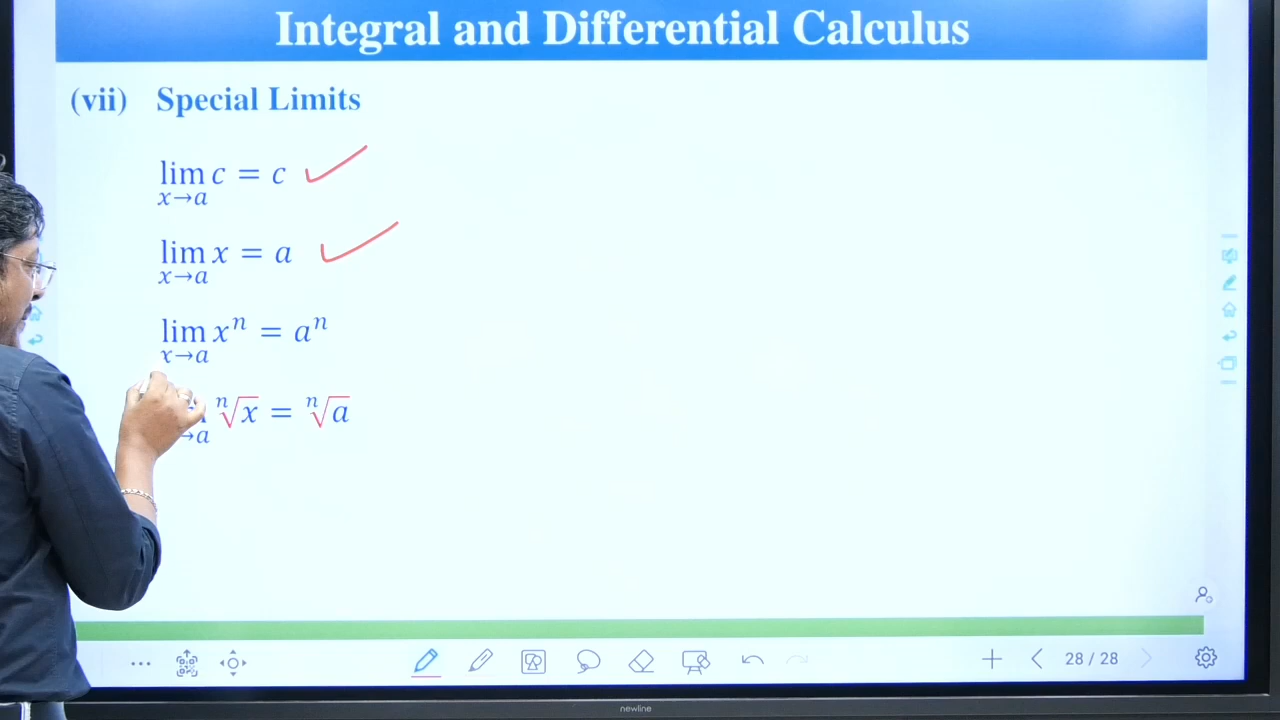 Integral and Differential Calculus
(vii) Special Limits
lim c = c
x→a
lim x = a
x→a
lim xⁿ = aⁿ
x→a
ⁿ√x = ⁿ√a
→a
28 / 28
newline